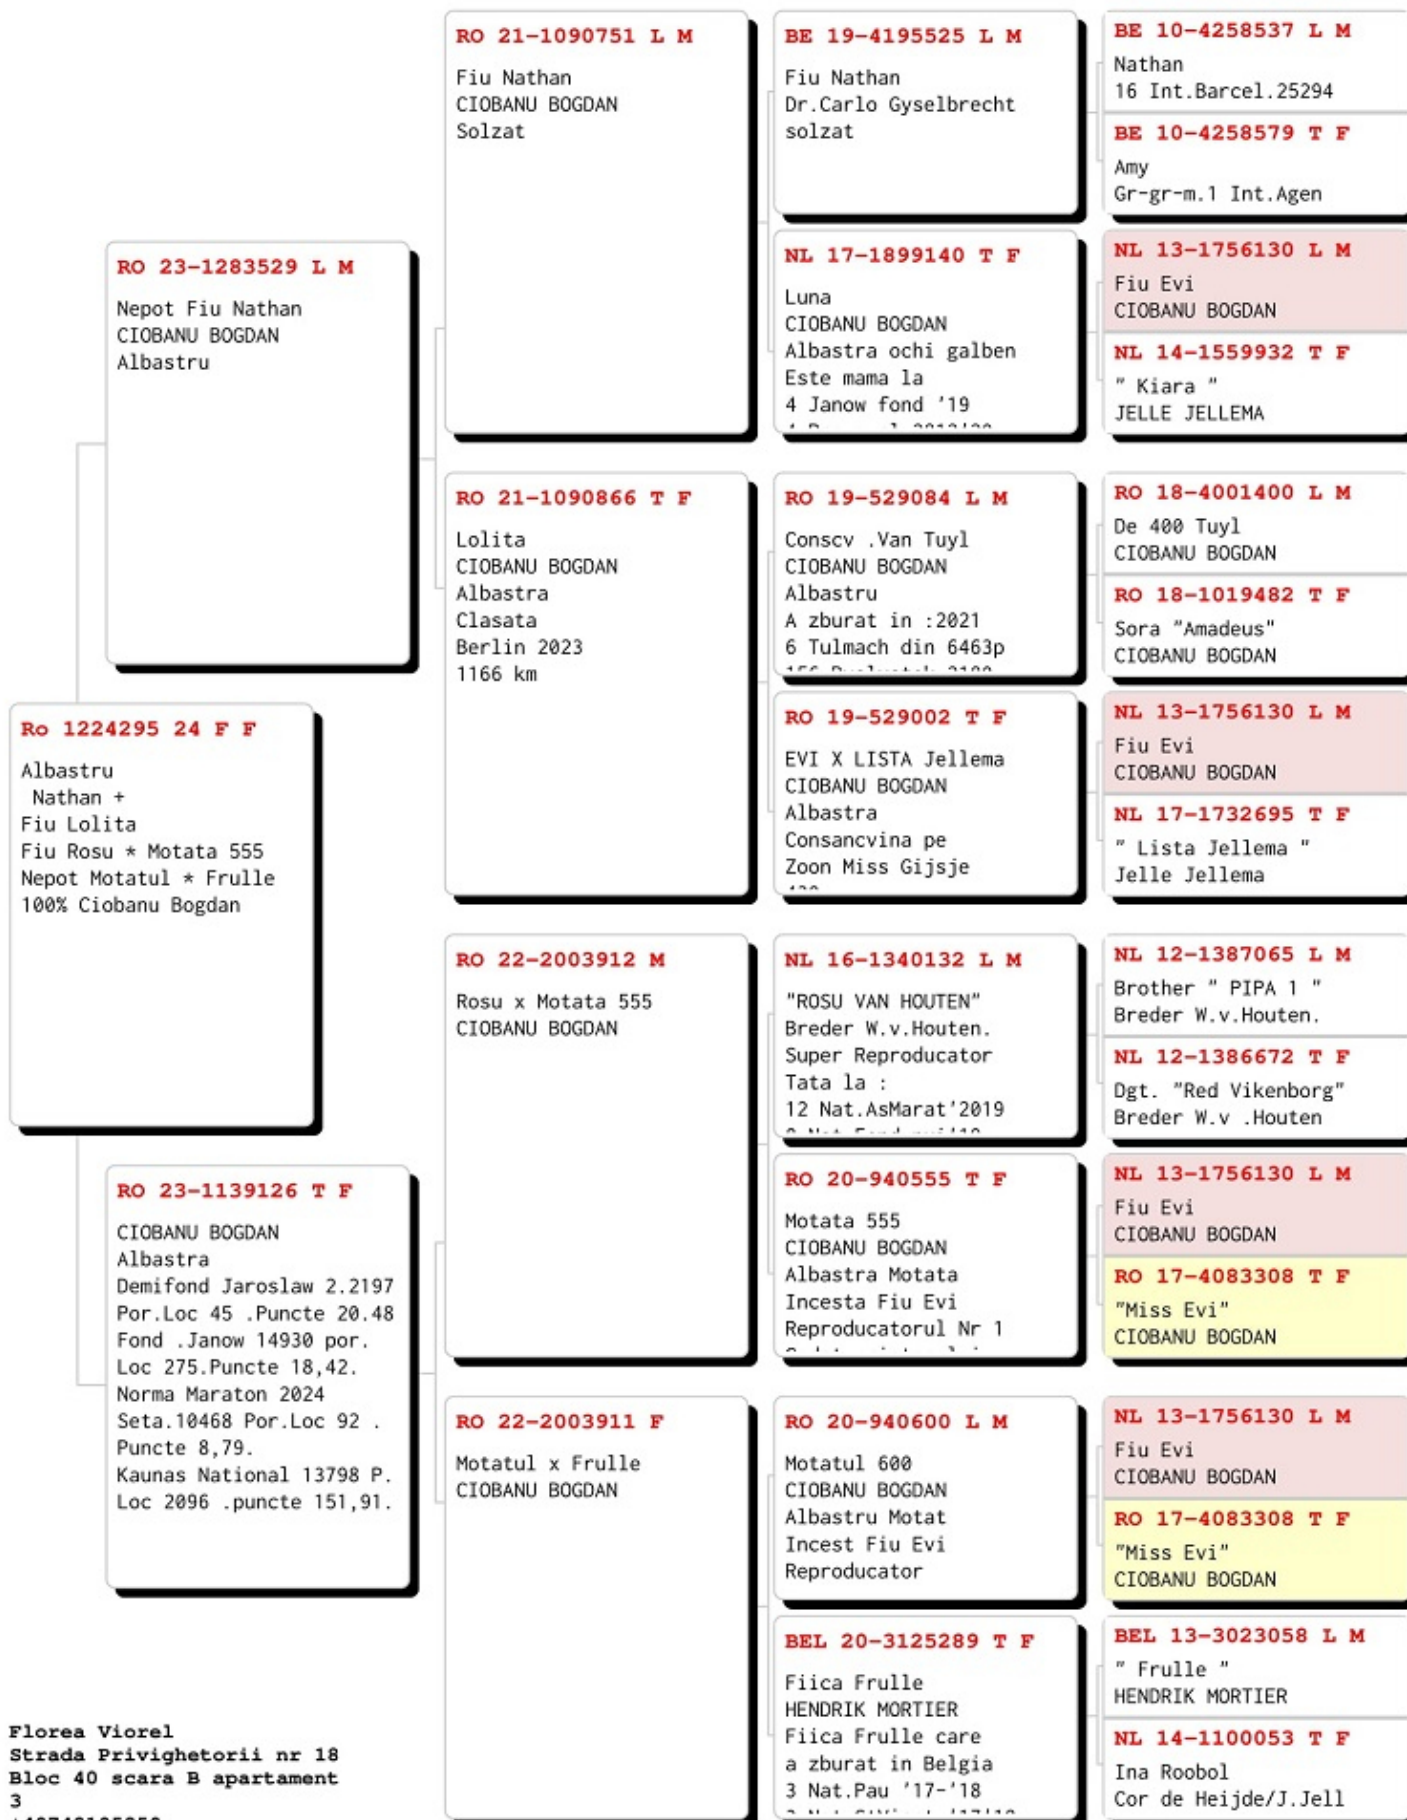 RO 21-1090751 L M
Fiu Nathan
CIOBANU BOGDAN
Solzat
BE 19-4195525 L M
Fiu Nathan
Dr.Carlo Gyselbrecht
solzat
BE 10-4258537 L M
Nathan
16 Int.Barcel.25294
BE 10-4258579 T F
Amy
Gr-gr-m.1 Int.Agen
NL 17-1899140 T F
Luna
CIOBANU BOGDAN
Albastra ochi galben
Este mama la
4 Janow fond '19
NL 13-1756130 L M
Fiu Evi
CIOBANU BOGDAN
NL 14-1559932 T F
" Kiara "
JELLE JELLEMA
RO 23-1283529 L M
Nepot Fiu Nathan
CIOBANU BOGDAN
Albastru
RO 21-1090866 T F
Lolita
CIOBANU BOGDAN
Albastra
Clasata
Berlin 2023
1166 km
RO 19-529084 L M
Conscv .Van Tuyl
CIOBANU BOGDAN
Albastru
A zburat in :2021
6 Tulmach din 6463p
RO 18-4001400 L M
De 400 Tuyl
CIOBANU BOGDAN
RO 18-1019482 T F
Sora "Amadeus"
CIOBANU BOGDAN
RO 19-529002 T F
EVI X LISTA Jellema
CIOBANU BOGDAN
Albastra
Consancvina pe
Zoon Miss Gijsje
NL 13-1756130 L M
Fiu Evi
CIOBANU BOGDAN
NL 17-1732695 T F
" Lista Jellema "
Jelle Jellema
Ro 1224295 24 F F
Albastru
Nathan +
Fiu Lolita
Fiu Rosu * Motata 555
Nepot Motatul * Frulle
100% Ciobanu Bogdan
RO 22-2003912 M
Rosu x Motata 555
CIOBANU BOGDAN
NL 16-1340132 L M
"ROSU VAN HOUTEN"
Breder W.v.Houten.
Super Reproducator
Tata la :
12 Nat.AsMarat'2019
NL 12-1387065 L M
Brother " PIPA 1 "
Breder W.v.Houten.
NL 12-1386672 T F
Dgt. "Red Vikenborg"
Breder W.v .Houten
RO 20-940555 T F
Motata 555
CIOBANU BOGDAN
Albastra Motata
Incesta Fiu Evi
Reproducatorul Nr 1
NL 13-1756130 L M
Fiu Evi
CIOBANU BOGDAN
RO 17-4083308 T F
"Miss Evi"
CIOBANU BOGDAN
RO 23-1139126 T F
CIOBANU BOGDAN
Albastra
Demifond Jaroslaw 2.2197
Por.Loc 45 .Puncte 20.48
Fond .Janow 14930 por.
Loc 275.Puncte 18,42.
Norma Maraton 2024
Seta.10468 Por.Loc 92 .
Puncte 8,79.
Kaunas National 13798 P.
Loc 2096 .puncte 151,91.
RO 22-2003911 F
Motatul x Frulle
CIOBANU BOGDAN
RO 20-940600 L M
Motatul 600
CIOBANU BOGDAN
Albastru Motat
Incest Fiu Evi
Reproducator
NL 13-1756130 L M
Fiu Evi
CIOBANU BOGDAN
RO 17-4083308 T F
"Miss Evi"
CIOBANU BOGDAN
BEL 20-3125289 T F
Fiica Frulle
HENDRIK MORTIER
Fiica Frulle care
a zburat in Belgia
3 Nat.Pau '17-'18
BEL 13-3023058 L M
" Frulle "
HENDRIK MORTIER
NL 14-1100053 T F
Ina Roobol
Cor de Heijde/J.Jell
Florea Viorel
Strada Privighetorii nr 18
Bloc 40 scara B apartament
3